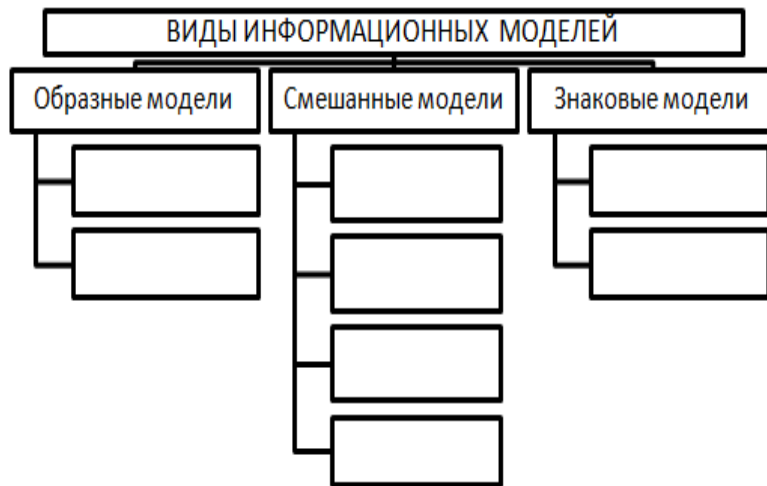 ВИДЫ ИНФОРМАЦИОННЫХ МОДЕЛЕЙ
Образные модели
Смешанные модели
Знаковые модели